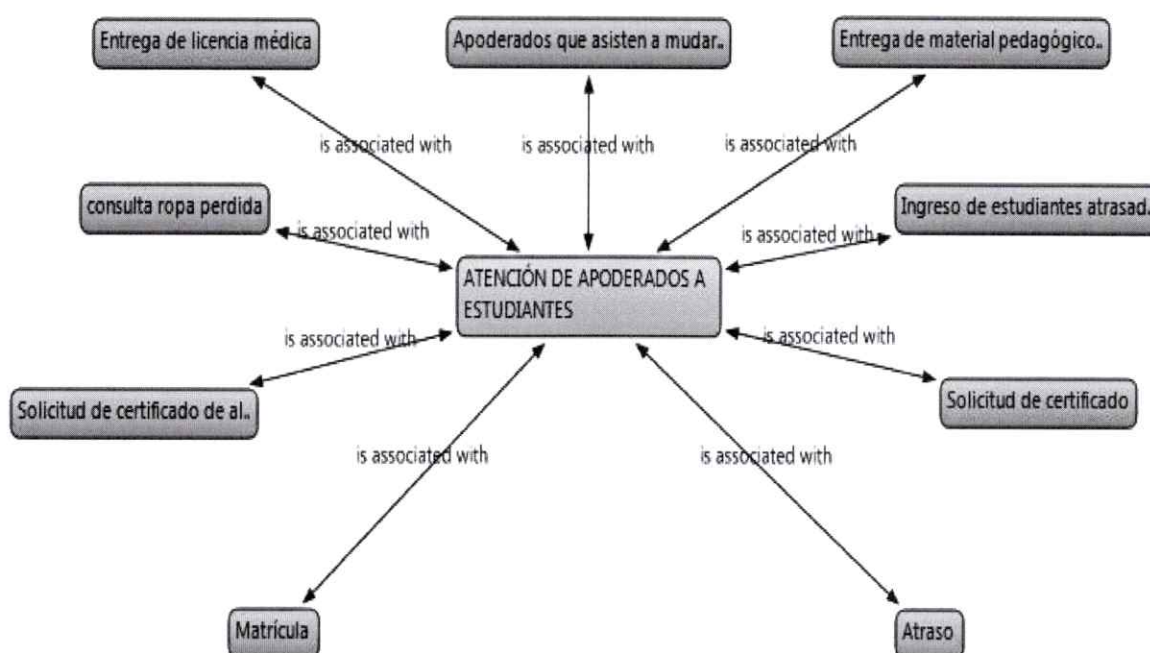 Entrega de licencia médica
Apoderados que asisten a mudar..
Entrega de material pedagógico..
is associated with
is associated with
is associated with
consulta ropa perdida
is associated with
is associated with
Ingreso de estudiantes atrasad.
ATENCIÓN DE APODERADOS A
ESTUDIANTES
is associated with
is associated with
Solicitud de certificado de al..
Solicitud de certificado
is associated with
is associated with
Matrícula
Atraso